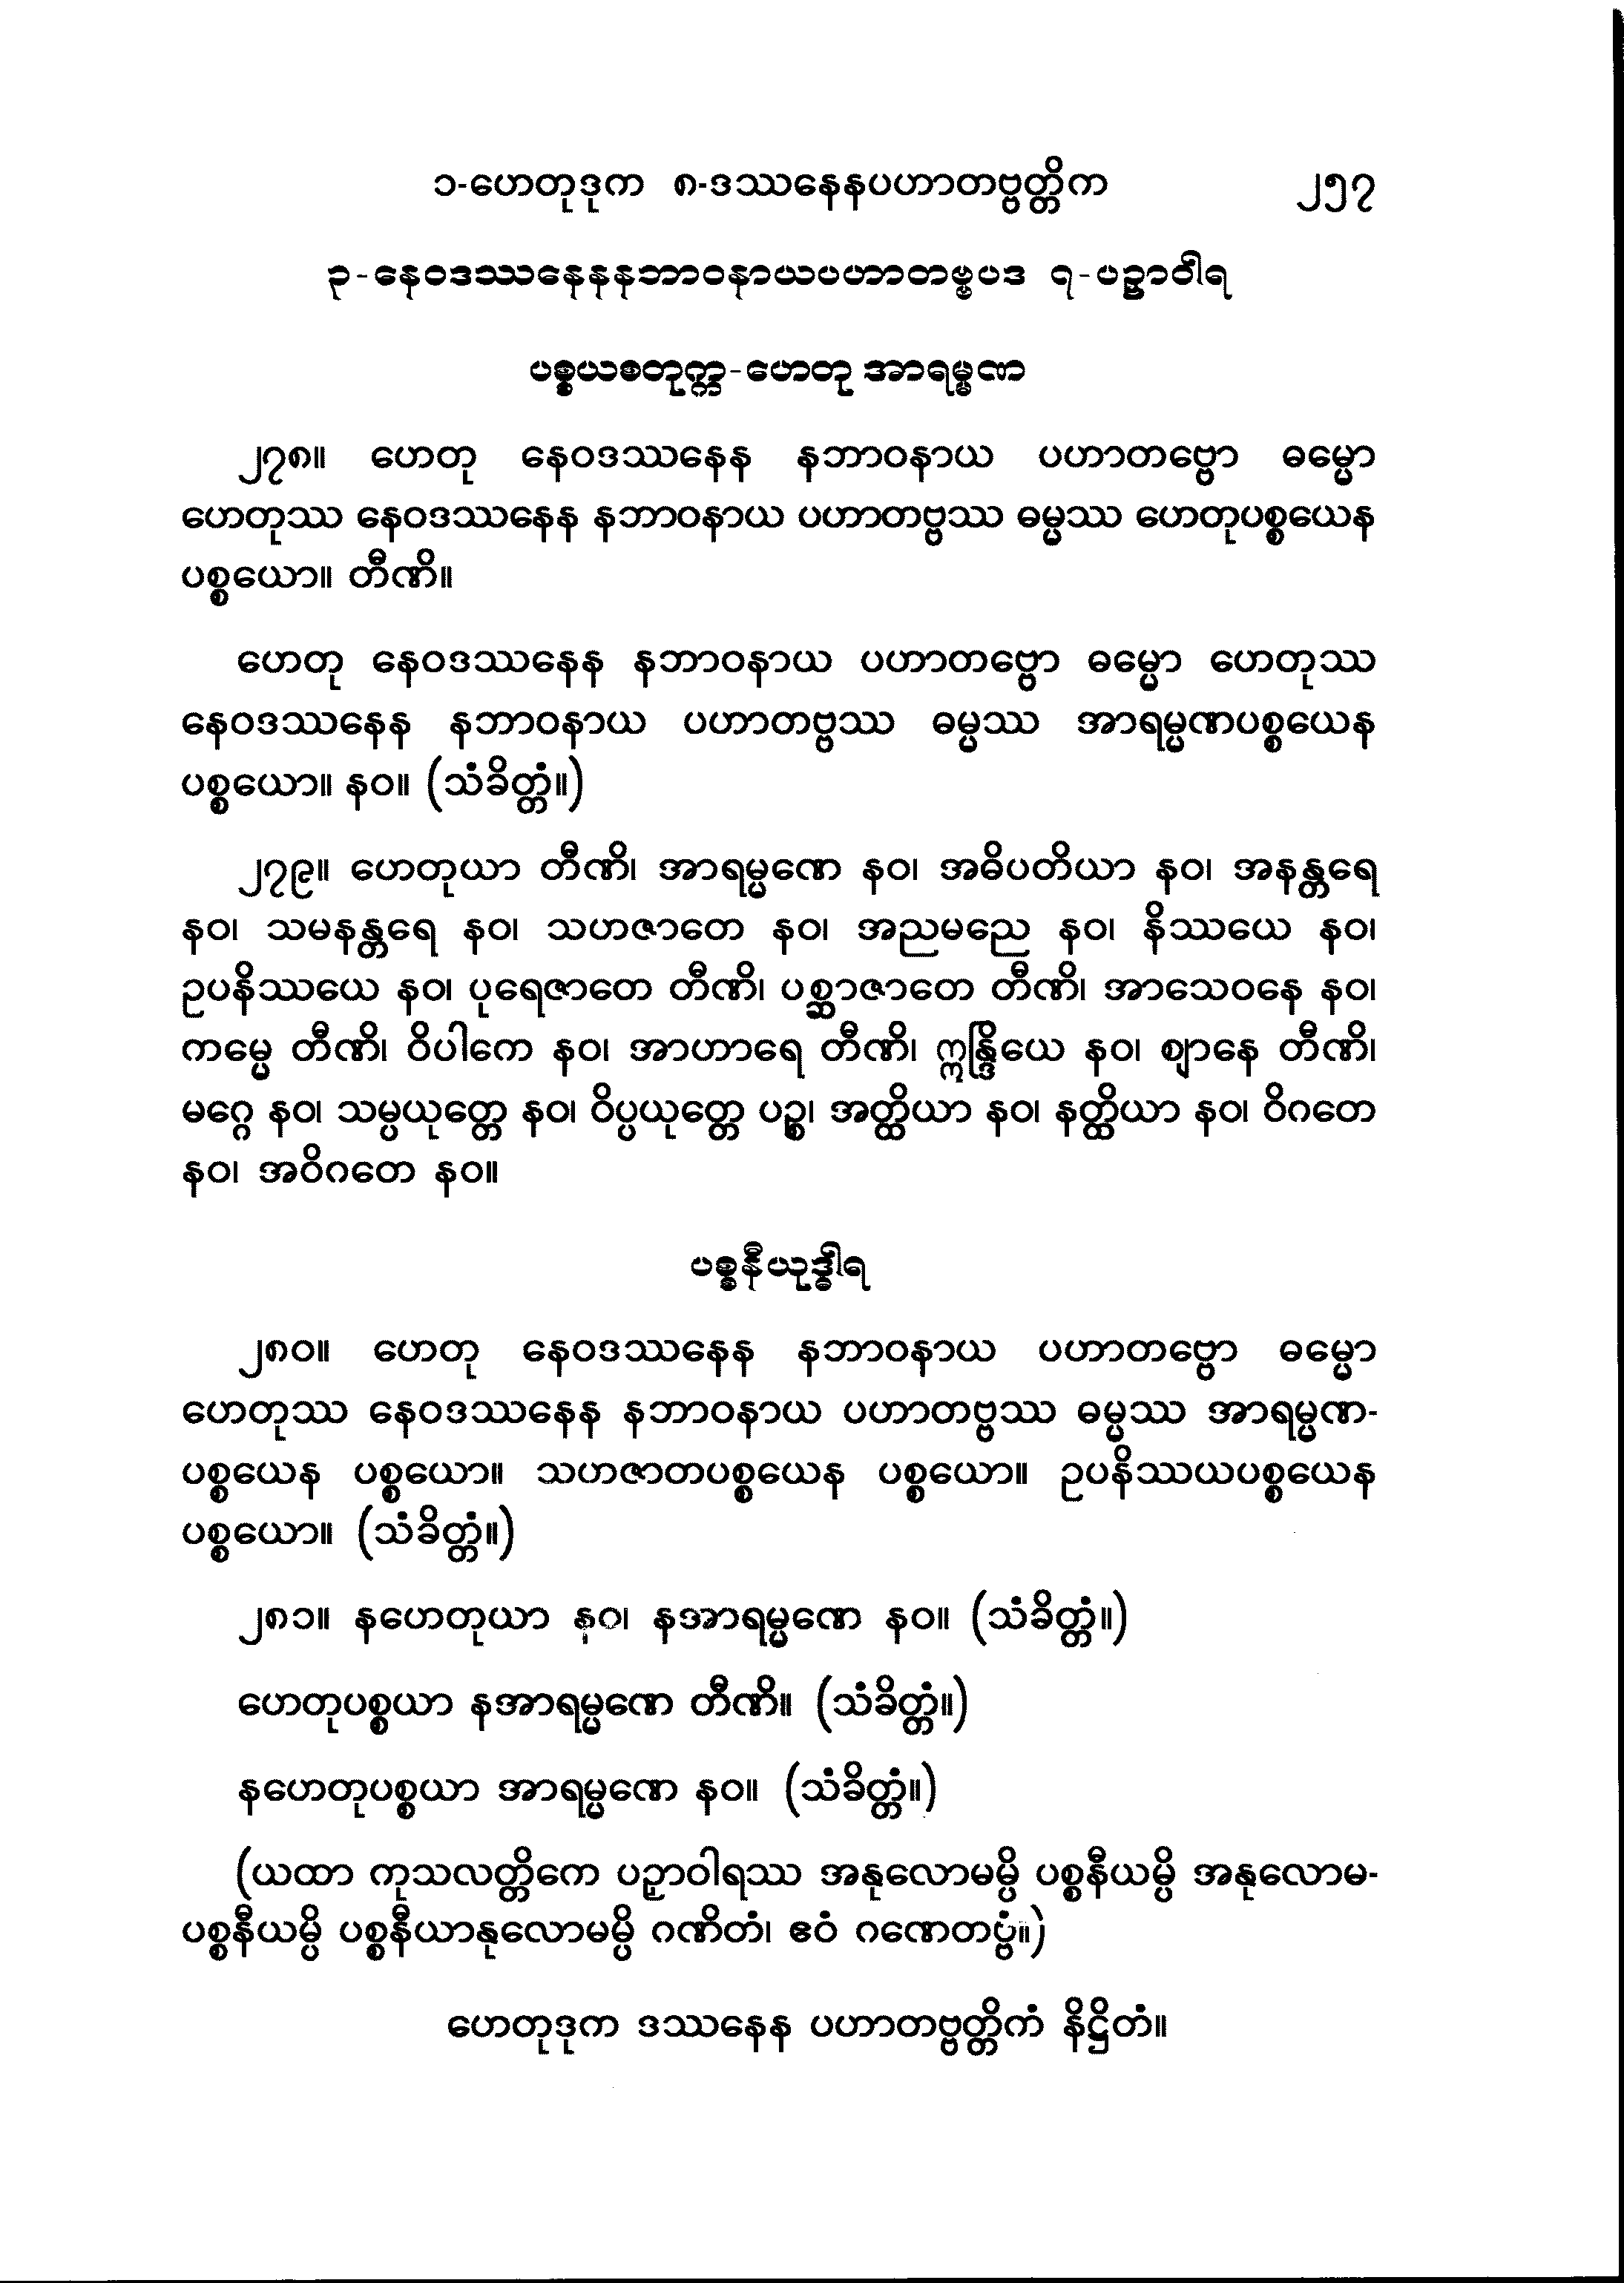 ၁-ဟေတုဒုက ၈-ဒဿနေနပဟာတဗ္ဗတ္တိက ၂၅၇
၃-နေဝဒဿနေနနဘာဝနာယပဟာတဗ္ဗပဒ ၇-ပဉှာဝါရ
ပစ္စယစတုက္က-ဟေတု အာရမ္မဏ
၂၇၈။ ဟေတု နေဝဒဿနေန နဘာဝနာယ ပဟာတဗ္ဗော ဓမ္မော
ဟေတုဿ နေဝဒဿနေန နဘာဝနာယ ပဟာတဗ္ဗဿ ဓမ္မဿ ဟေတုပစ္စယေန
ပစ္စယော။ တီဏိ။
ဟေတု နေဝဒဿနေန နဘာဝနာယ ပဟာတဗ္ဗော ဓမ္မော ဟေတုဿ
နေဝဒဿနေန နဘာဝနာယ ပဟာတဗ္ဗဿ ဓမ္မဿ အာရမ္မဏပစ္စယေန
ပစ္စယော။ နဝ။ (သံခိတ္တံ။)
၂၇၉။ ဟေတုယာ တီဏိ၊ အာရမ္မဏေ နဝ၊ အဓိပတိယာ နဝ၊ အနန္တရေ
နဝ၊ သမနန္တရေ နဝ၊ သဟဇာတေ နဝ၊ အညမညေ နဝ၊ နိဿယေ နဝ၊
ဥပနိဿယေ နဝ၊ ပုရေဇာတေ တီဏိ၊ ပစ္ဆာဇာတေ တီဏိ၊ အာသေဝနေ နဝ၊
ကမ္မေ တီဏိ၊ ဝိပါကေ နဝ၊ အာဟာရေ တီဏိ၊ ဣန္ဒြိယေ နဝ၊ ဈာနေ တီဏိ၊
မဂ္ဂေ နဝ၊ သမ္ပယုတ္တေ နဝ၊ ဝိပ္ပယုတ္တေ ပဉ္စ၊ အတ္ထိယာ နဝ၊ နတ္ထိယာ နဝ၊ ဝိဂတေ
နဝ၊ အဝိဂတေ နဝ။
ပစ္စနီယုဒ္ဓါရ
၂၈၀။ ဟေတု နေဝဒဿနေန နဘာဝနာယ ပဟာတဗ္ဗော ဓမ္မော
ဟေတုဿ နေဝဒဿနေန နဘာဝနာယ ပဟာတဗ္ဗဿ ဓမ္မဿ အာရမ္မဏ-
ပစ္စယေန ပစ္စယော။ သဟဇာတပစ္စယေန ပစ္စယော။ ဥပနိဿယပစ္စယေန
ပစ္စယော။ (သံခိတ္တံ။)
၂၈၁။ နဟေတုယာ နဝ၊ နအာရမ္မဏေ နဝ။ (သံခိတ္တံ။)
ဟေတုပစ္စယာ နအာရမ္မဏေ တီဏိ။ (သံခိတ္တံ။)
နဟေတုပစ္စယာ အာရမ္မဏေ နဝ။ (သံခိတ္တံ။)
(ယထာ ကုသလတ္တိကေ ပဉှာဝါရဿ အနုလောမမ္ပိ ပစ္စနီယမ္ပိ အနုလောမ-
ပစ္စနီယမ္ပိ ပစ္စနီယာနုလောမမ္ပိ ဂဏိတံ၊ ဧဝံ ဂဏေတဗ္ဗံ။)
ဟေတုဒုက ဒဿနေန ပဟာတဗ္ဗတ္တိကံ နိဋ္ဌိတံ။